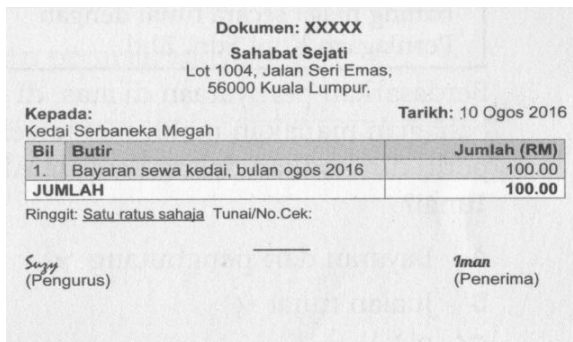 Dokumen: XXXXX
Sahabat Sejati
Lot 1004, Jalan Seri Emas,
56000 Kuala Lumpur.
Kepada: Tarikh: 10 Ogos 2016
Kedai Serbaneka Megah
Bil Butir Jumlah (RM)
1. Bayaran sewa kedai, bulan ogos 2016 100.00
JUMLAH 100.00
Ringgit: Satu ratus sahaja Tunai/No.Cek:
Suzy Iman
(Pengurus) (Penerima)